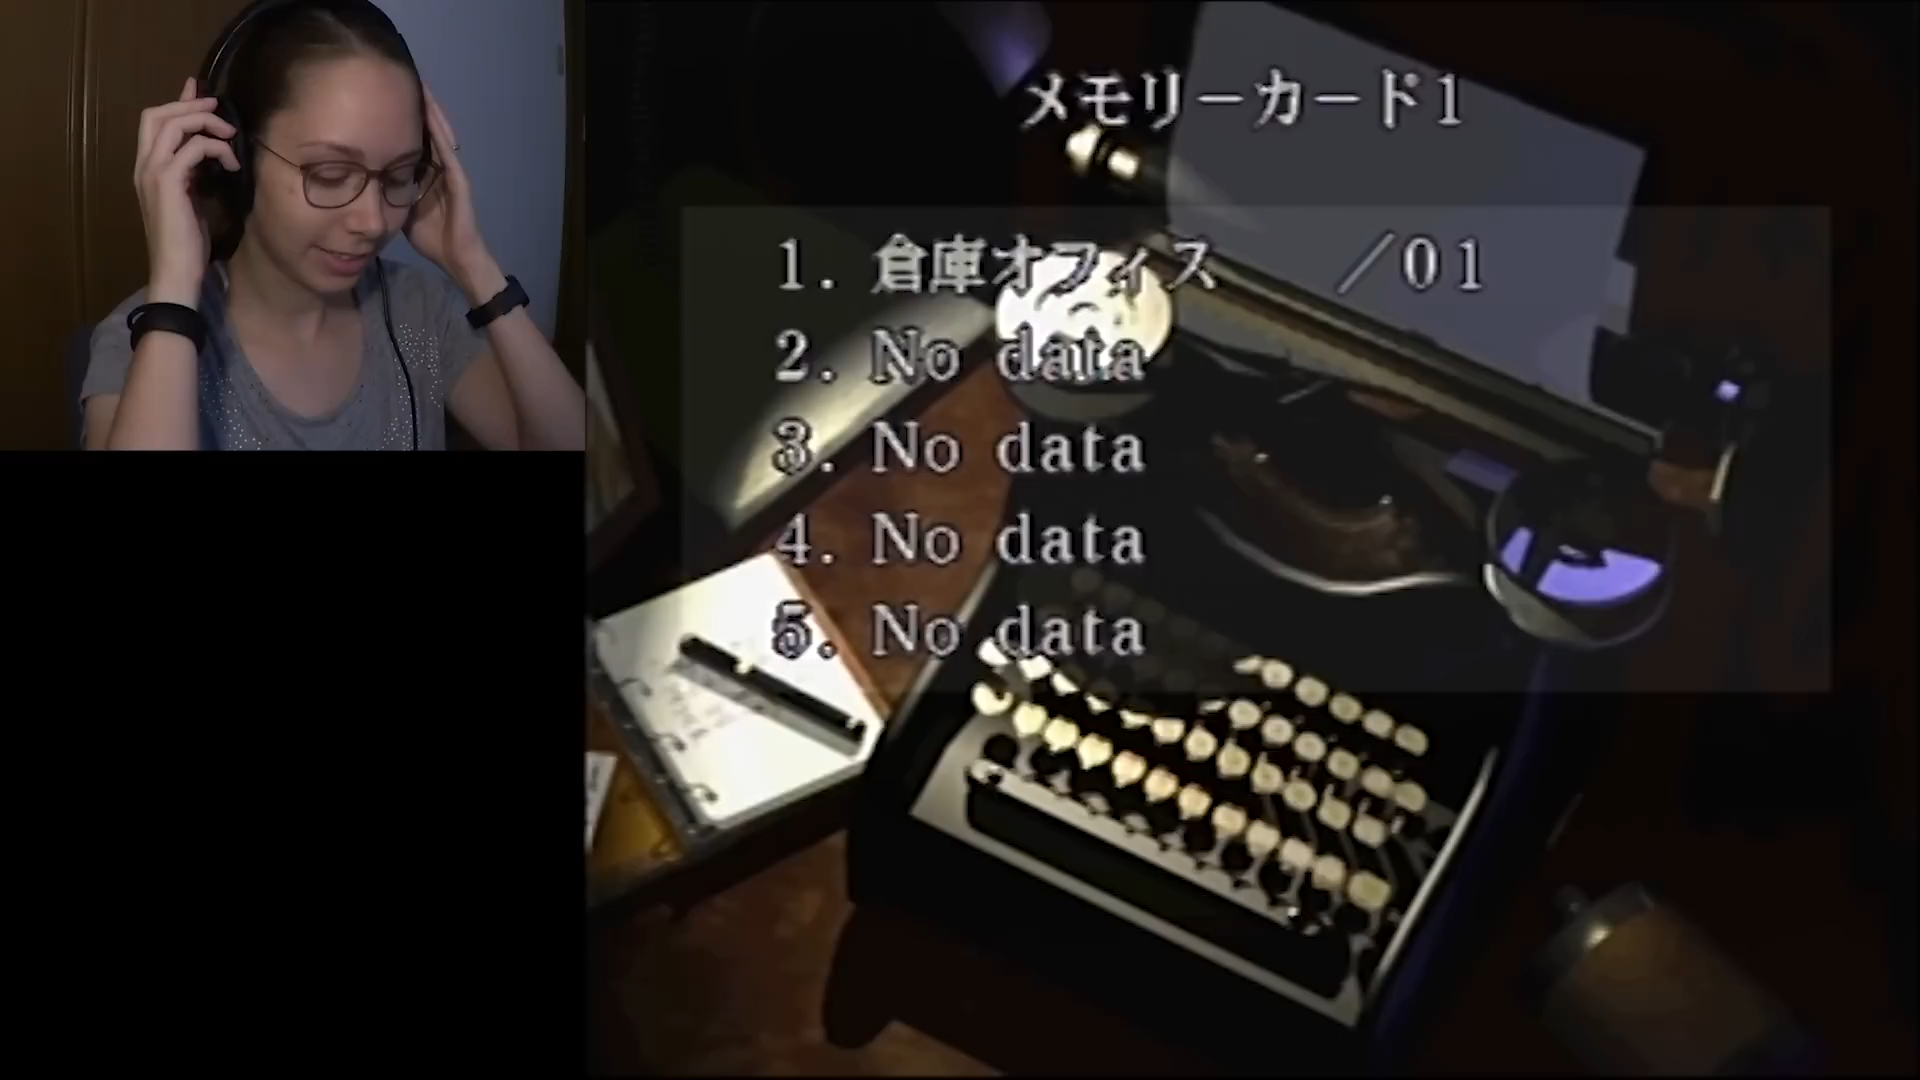 メモリーカード1
1. 倉庫オフィス /01
2. No data
3. No data
4. No data
5. No data